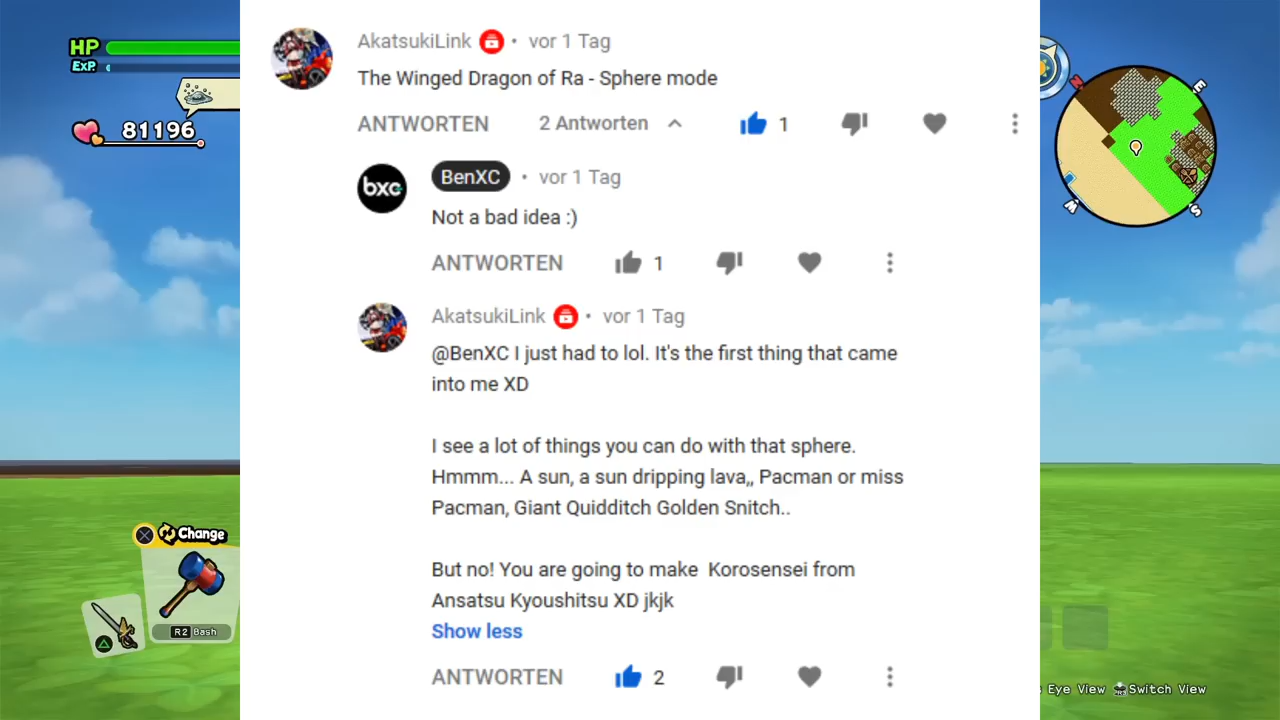 HP
EXP.
81196
N
E
W
S
AkatsukiLink • vor 1 Tag
The Winged Dragon of Ra - Sphere mode
ANTWORTEN 2 Antworten 1
bxc BenXC • vor 1 Tag
Not a bad idea :)
ANTWORTEN 1
AkatsukiLink • vor 1 Tag
@BenXC I just had to lol. It's the first thing that came
into me XD
I see a lot of things you can do with that sphere.
Hmmm... A sun, a sun dripping lava,, Pacman or miss
Pacman, Giant Quidditch Golden Snitch..
But no! You are going to make Korosensei from
Ansatsu Kyoushitsu XD jkjk
Show less
ANTWORTEN 2
Change
R2 Bash
Eye View Switch View